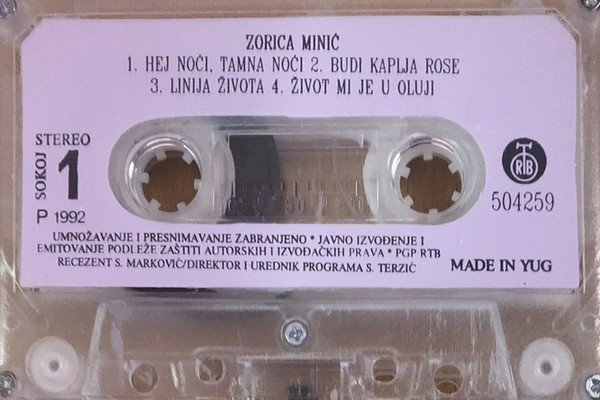 ZORICA MINIĆ
1. HEJ NOĆI, TAMNA NOĆI 2. BUDI KAPLJA ROSE
3. LINIJA ŽIVOTA 4. ŽIVOT MI JE U OLUJI
STEREO
SOKOJ
1
P 1992
RTB
504259
UMNOŽAVANJE I PRESNIMAVANJE ZABRANJENO * JAVNO IZVOĐENJE I
EMITOVANJE PODLEŽE ZAŠTITI AUTORSKIH I IZVOĐAČKIH PRAVA * PGP RTB
RECEZENT S. MARKOVIĆ/DIREKTOR I UREDNIK PROGRAMA S. TERZIĆ
MADE IN YUG